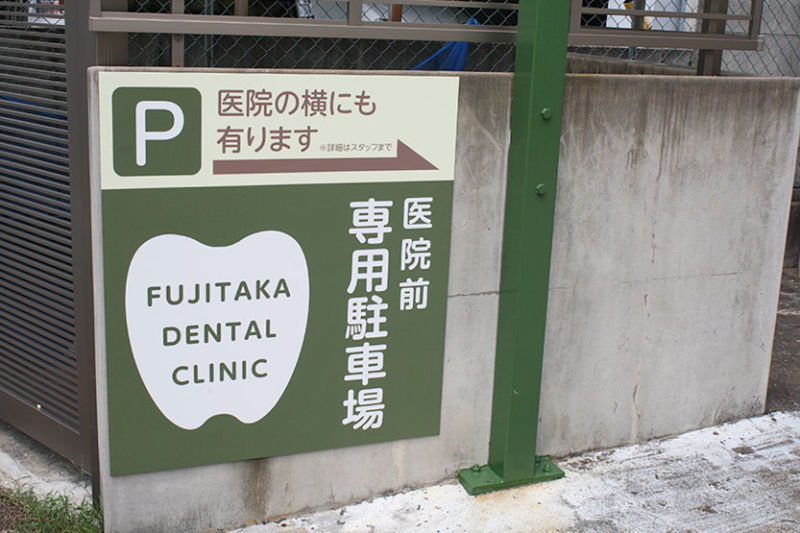 P
医院の横にも
有ります ※詳細はスタッフまで
医院前
専用駐車場
FUJITAKA
DENTAL
CLINIC